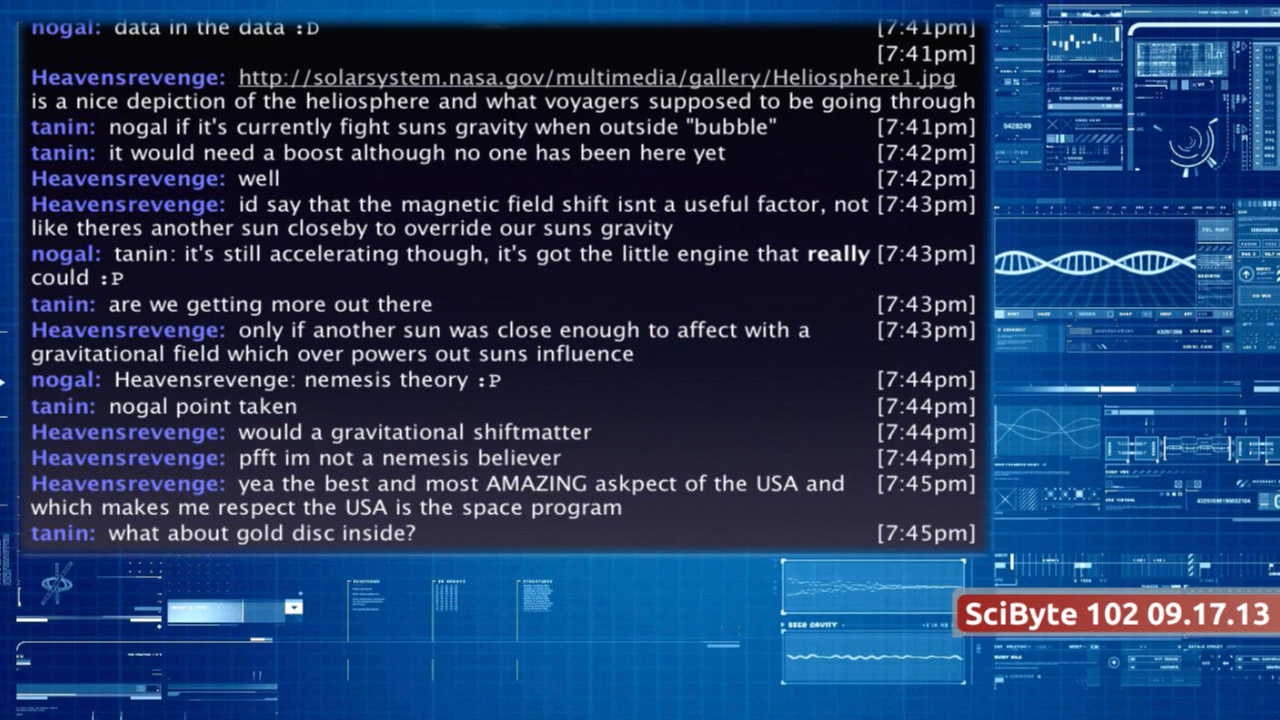 nogal: data in the data :D [7:41pm]
[7:41pm]
Heavensrevenge: http://solarsystem.nasa.gov/multimedia/gallery/Heliosphere1.jpg
is a nice depiction of the heliosphere and what voyagers supposed to be going through
tanin: nogal if it's currently fight suns gravity when outside "bubble" [7:41pm]
tanin: it would need a boost although no one has been here yet [7:42pm]
Heavensrevenge: well [7:42pm]
Heavensrevenge: id say that the magnetic field shift isnt a useful factor, not [7:43pm]
like theres another sun closeby to override our suns gravity
nogal: tanin: it's still accelerating though, it's got the little engine that really [7:43pm]
could :P
tanin: are we getting more out there [7:43pm]
Heavensrevenge: only if another sun was close enough to affect with a [7:43pm]
gravitational field which over powers out suns influence
nogal: Heavensrevenge: nemesis theory :P [7:44pm]
tanin: nogal point taken [7:44pm]
Heavensrevenge: would a gravitational shiftmatter [7:44pm]
Heavensrevenge: pfft im not a nemesis believer [7:44pm]
Heavensrevenge: yea the best and most AMAZING askpect of the USA and [7:45pm]
which makes me respect the USA is the space program
tanin: what about gold disc inside? [7:45pm]
9428249
SciByte 102 09.17.13